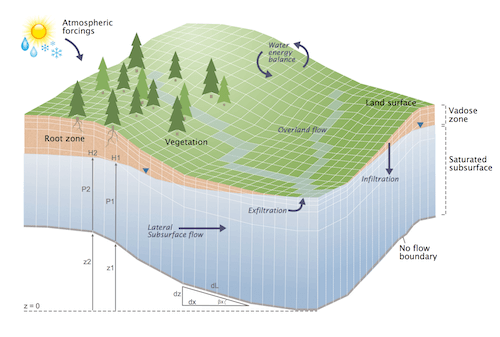 Atmospheric
forcings
Water
energy
balance
Land surface
Vadose
zone
Overland flow
Root zone
Vegetation
H2
H1
Saturated
subsurface
Infiltration
P2
P1
Exfiltration
Lateral
Subsurface flow
No flow
boundary
z2
z1
dL
dz
dx
z = 0